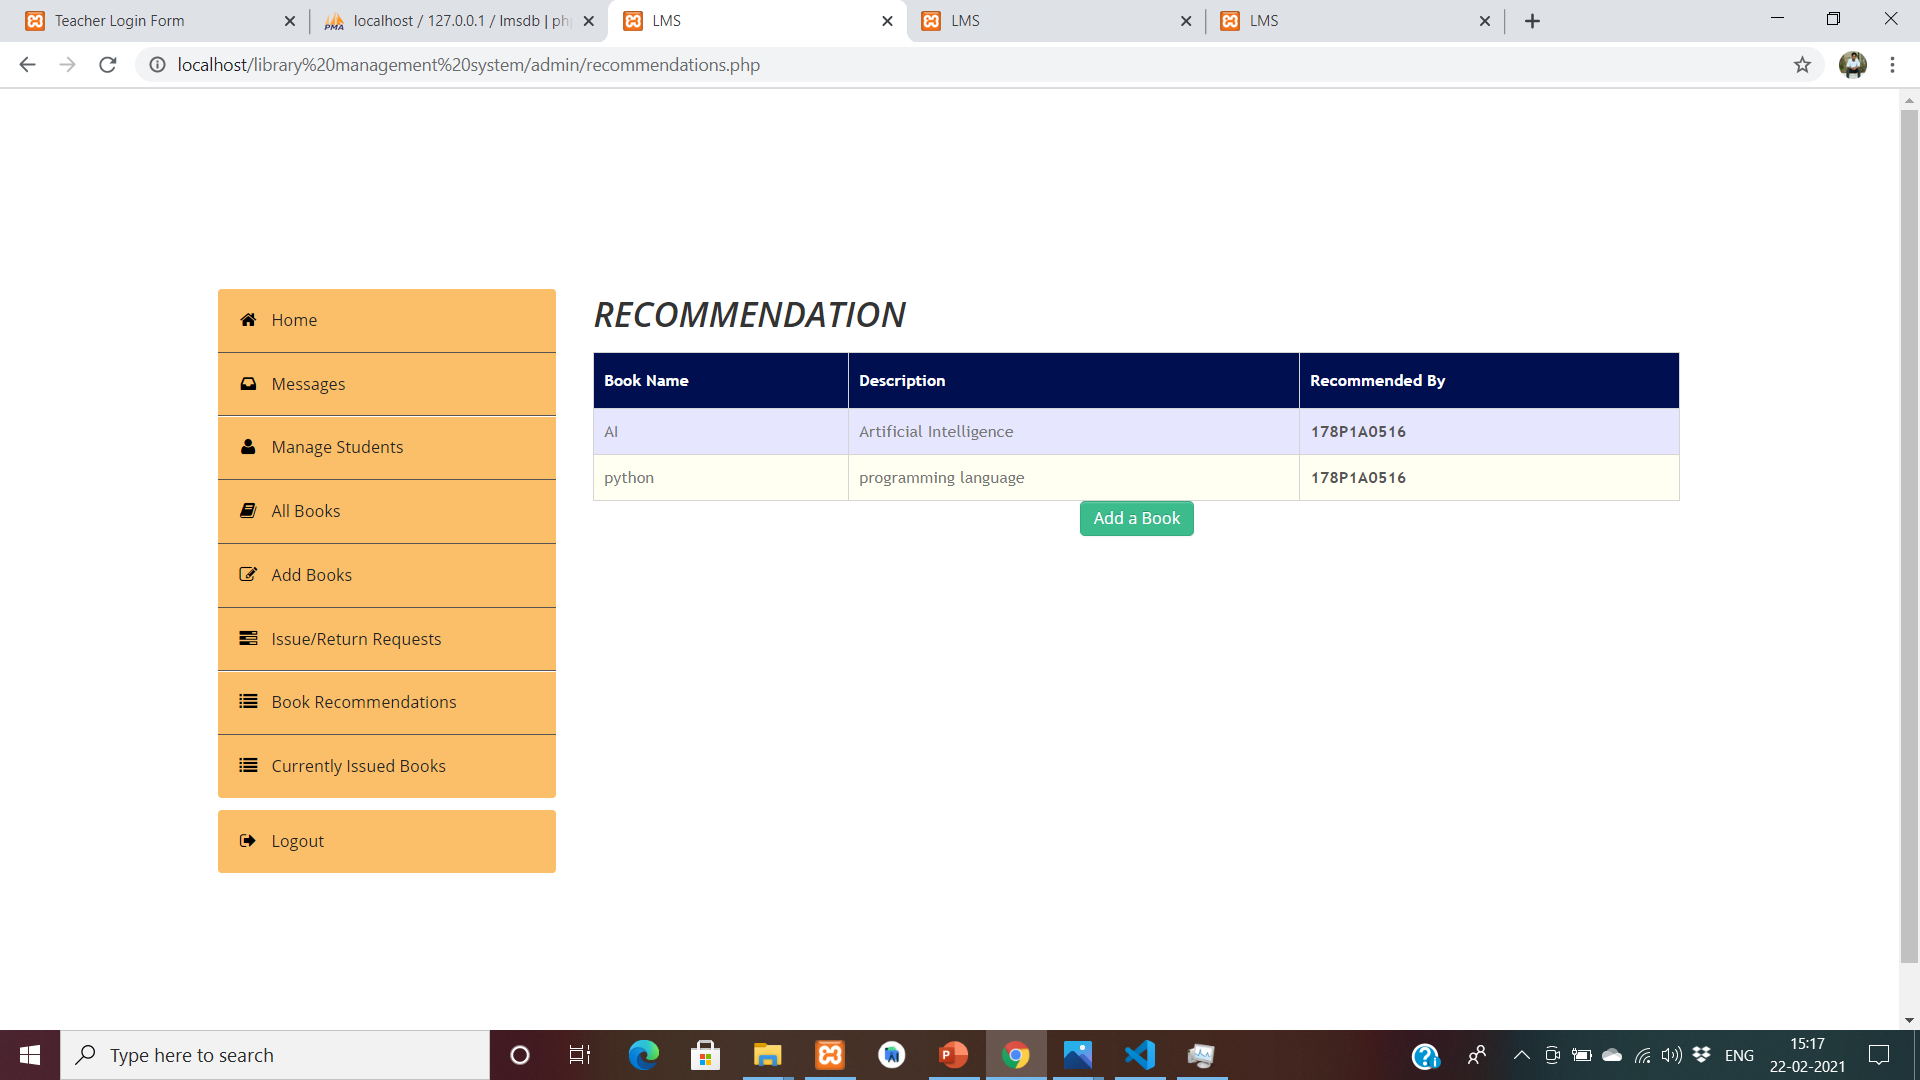 Teacher Login Form
localhost / 127.0.0.1 / lmsdb | ph
LMS
LMS
LMS
localhost/library%20management%20system/admin/recommendations.php
Home
Messages
Manage Students
All Books
Add Books
Issue/Return Requests
Book Recommendations
Currently Issued Books
Logout
RECOMMENDATION
Book Name Description Recommended By
AI Artificial Intelligence 178P1A0516
python programming language 178P1A0516
Add a Book
Type here to search
ENG
15:17
22-02-2021